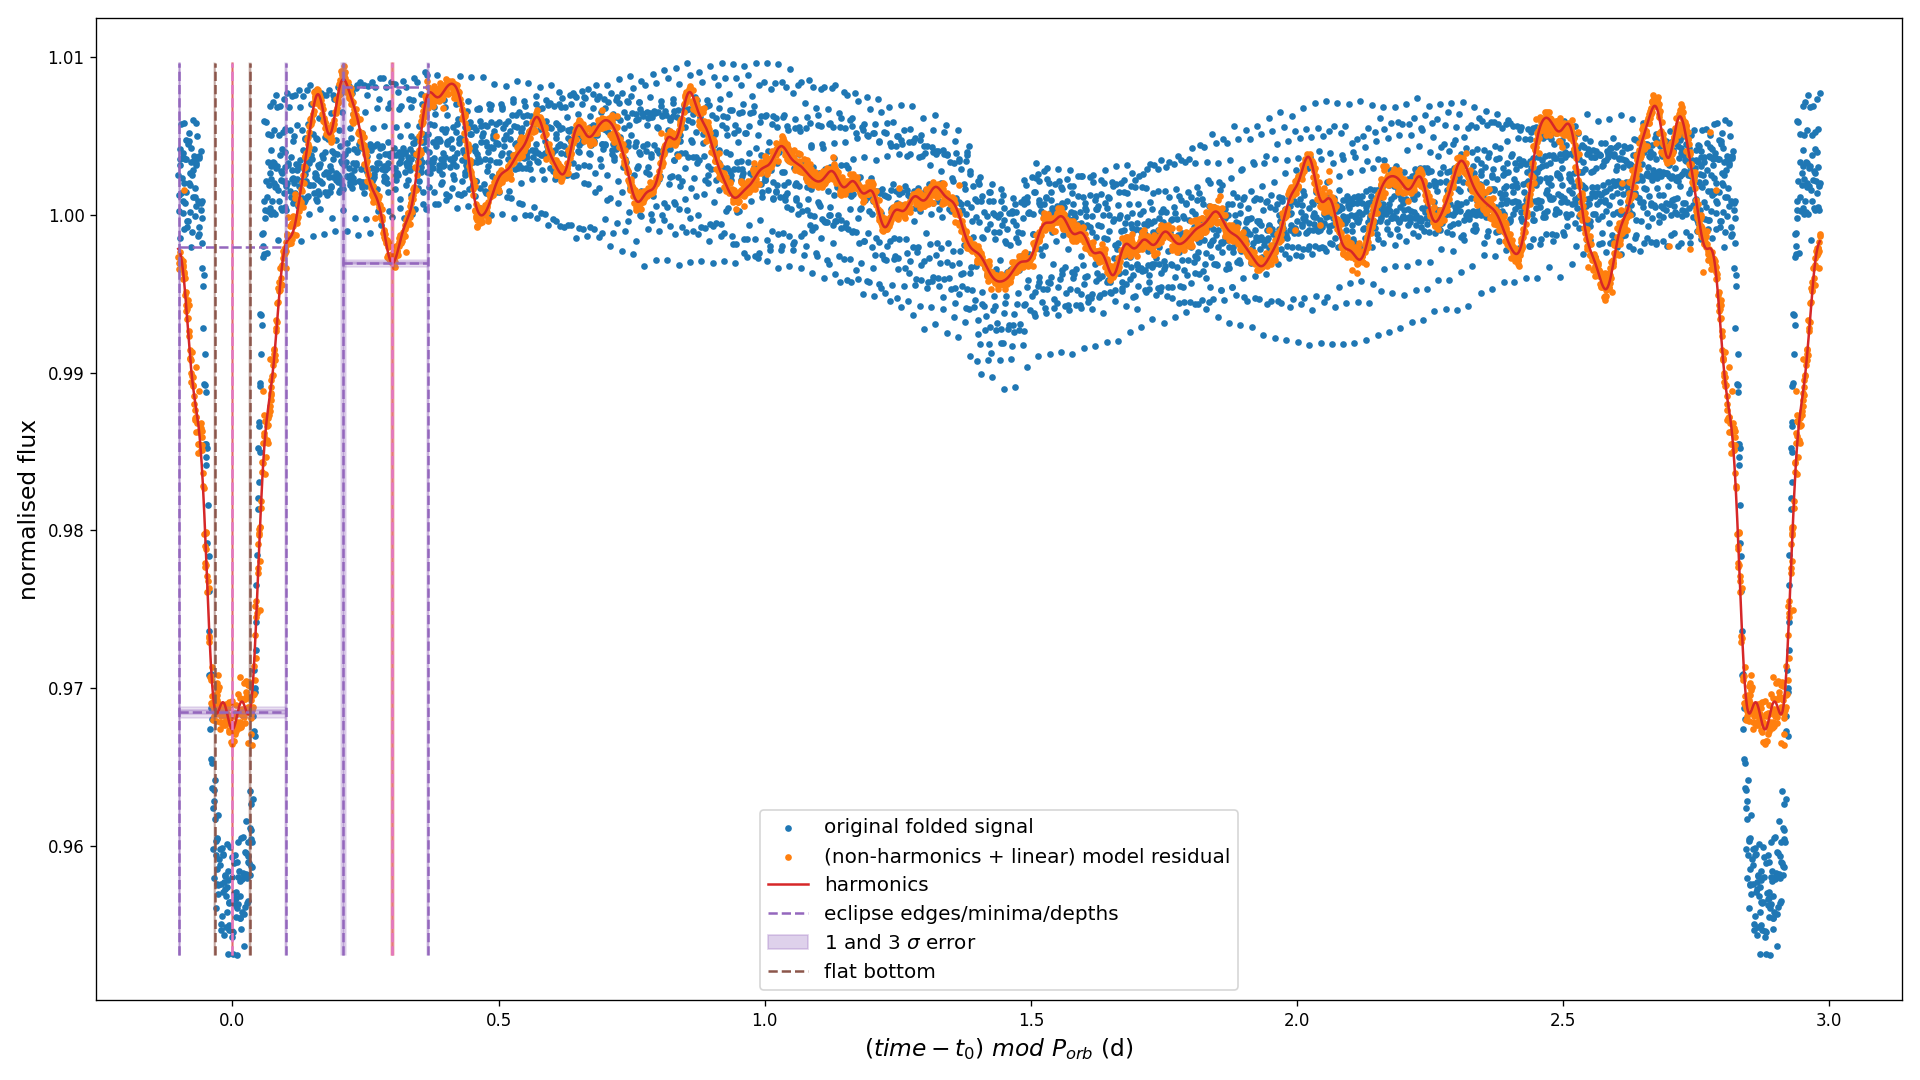 1.01
1.00
0.99
0.98
0.97
0.96
normalised flux
original folded signal
(non-harmonics + linear) model residual
harmonics
eclipse edges/minima/depths
1 and 3 σ error
flat bottom
0.0 0.5 1.0 1.5 2.0 2.5 3.0
(time − t₀) mod P_orb (d)